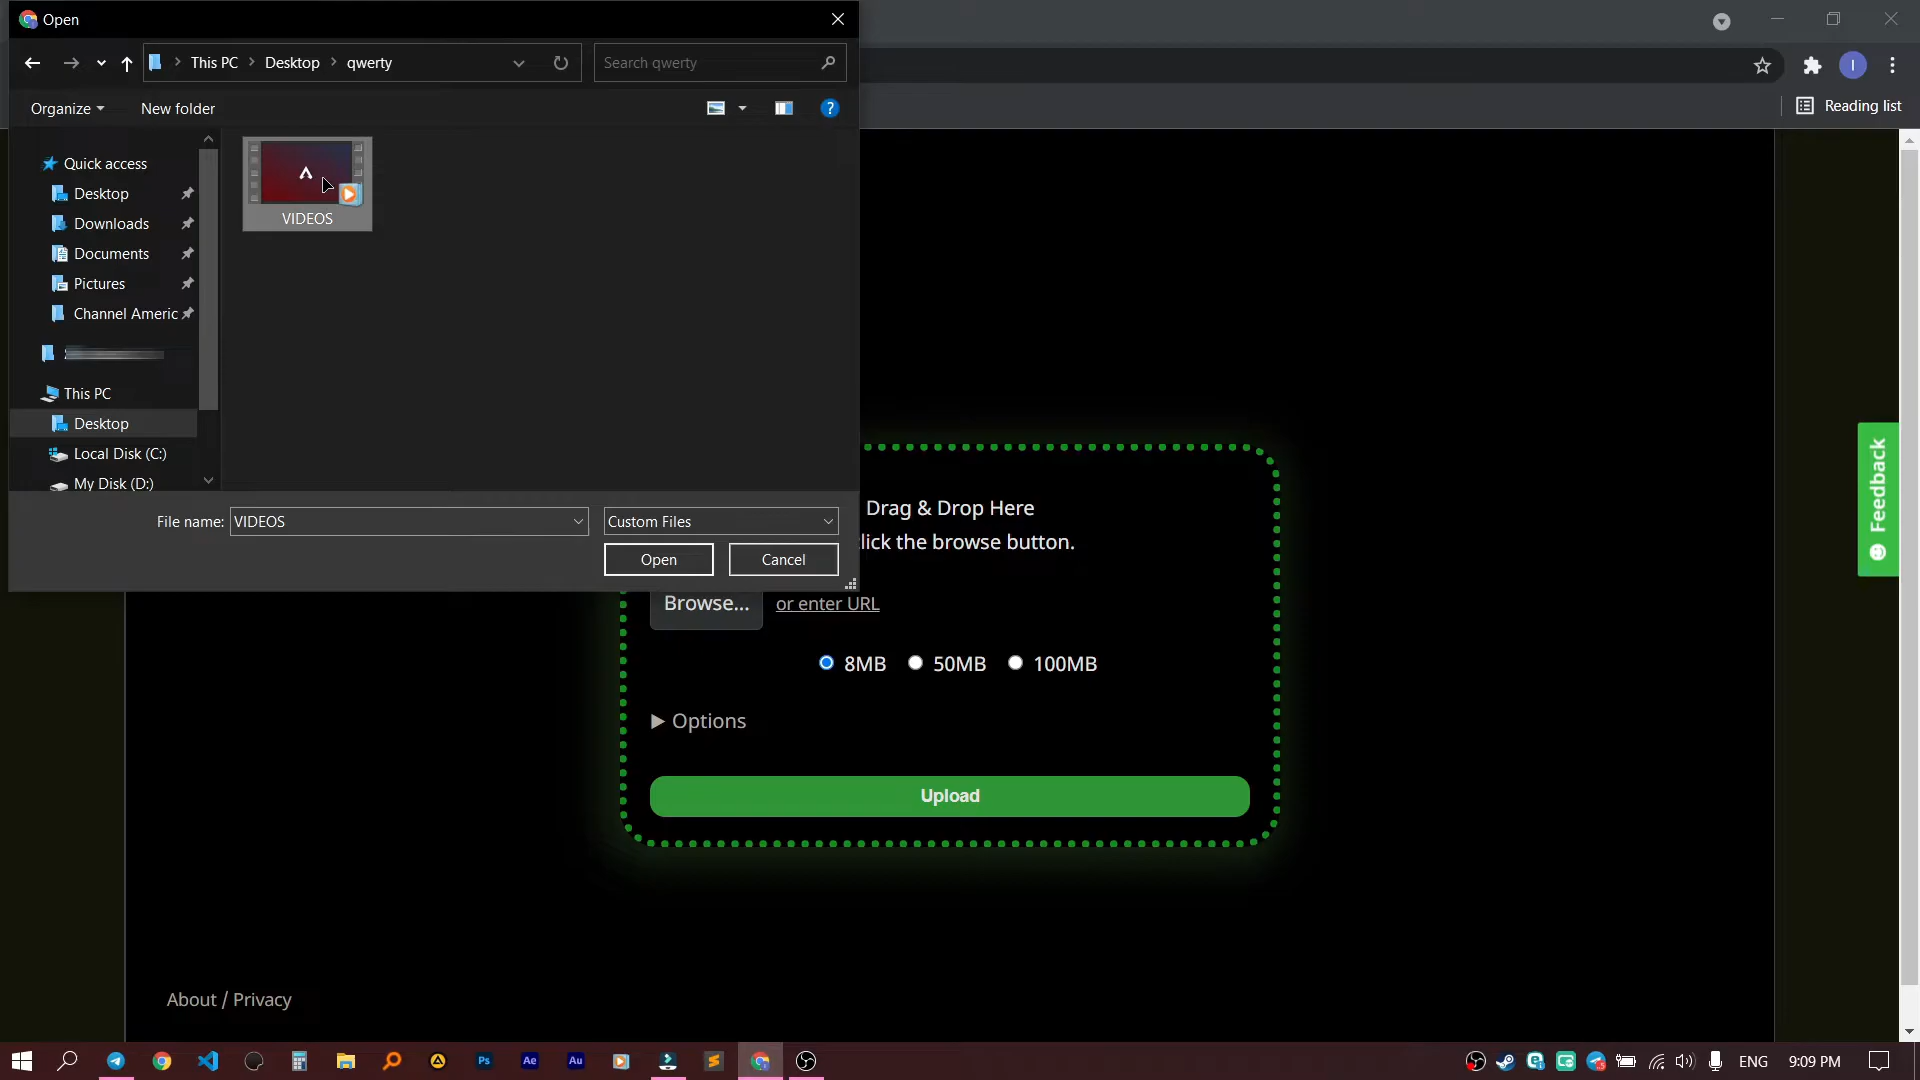 Open
This PC
Desktop
qwerty
Search qwerty
Organize
New folder
?
Quick access
Desktop
Downloads
Documents
Pictures
Channel Americ
This PC
Desktop
Local Disk (C:)
My Disk (D:)
VIDEOS
File name:
VIDEOS
Custom Files
Open
Cancel
I
Reading list
Drag & Drop Here
lick the browse button.
Browse...
or enter URL
8MB
50MB
100MB
Options
Upload
Feedback
About / Privacy
Ps
Ae
Au
ENG
9:09 PM